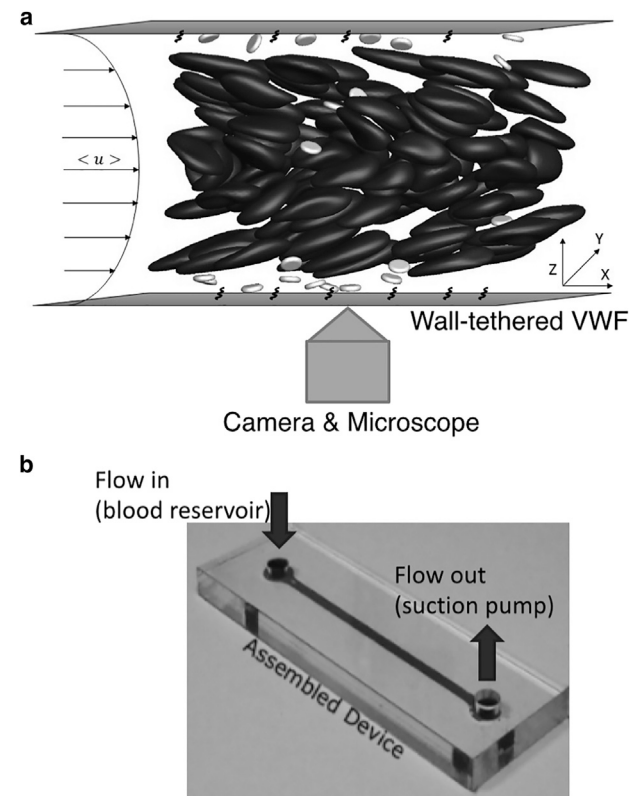 a
< u >
Z
Y
X
Wall-tethered VWF
Camera & Microscope
b
Flow in
(blood reservoir)
Flow out
(suction pump)
Assembled Device